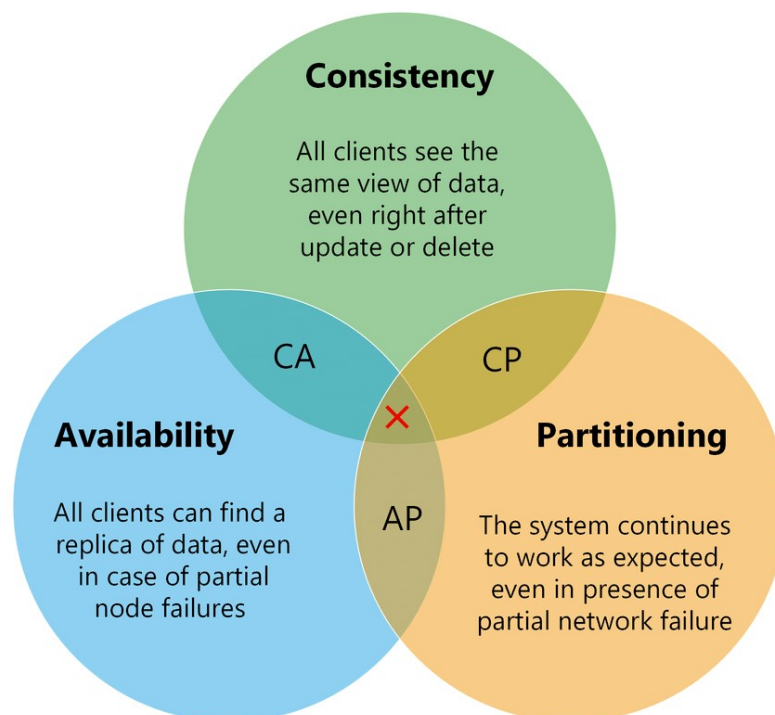 Consistency
All clients see the
same view of data,
even right after
update or delete
CA
CP
Availability
All clients can find a
replica of data, even
in case of partial
node failures
AP
Partitioning
The system continues
to work as expected,
even in presence of
partial network failure